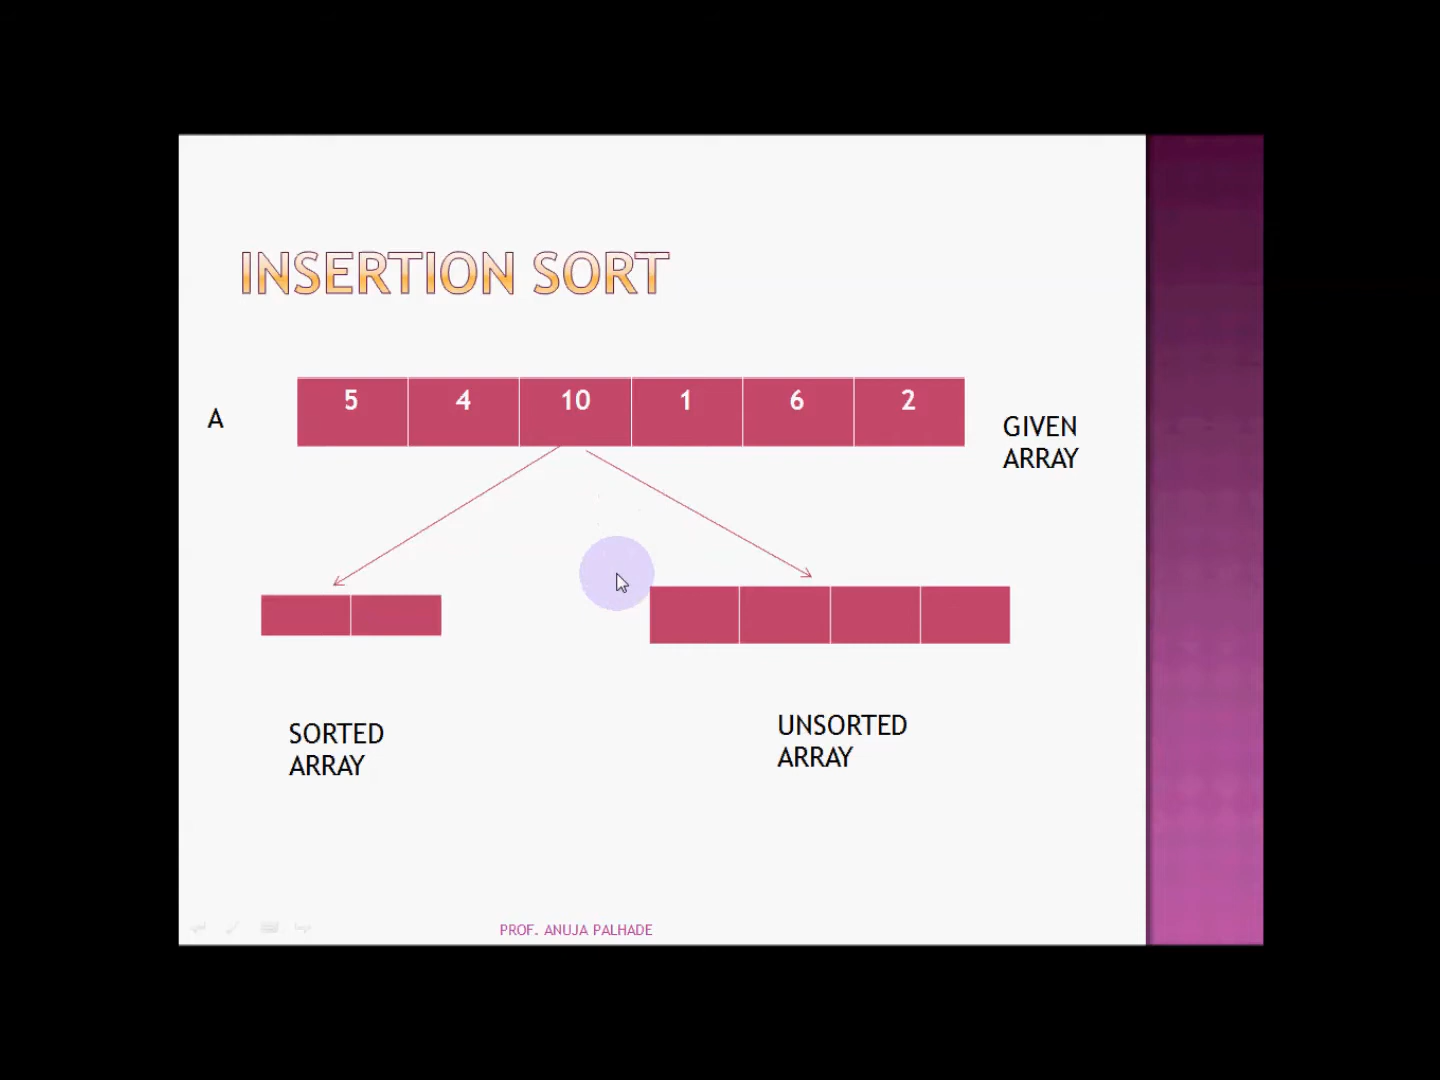 INSERTION SORT
A
5 4 10 1 6 2
GIVEN
ARRAY
SORTED
ARRAY
UNSORTED
ARRAY
PROF. ANUJA PALHADE